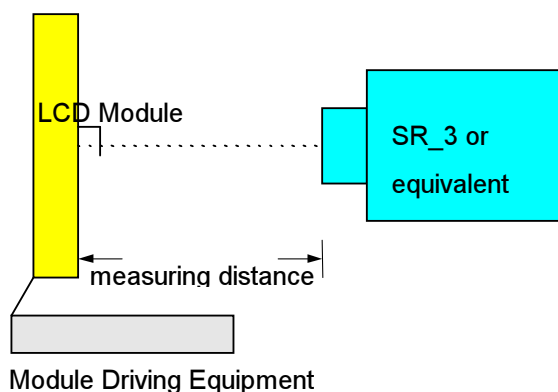 LCD Module
SR_3 or
equivalent
measuring distance
Module Driving Equipment